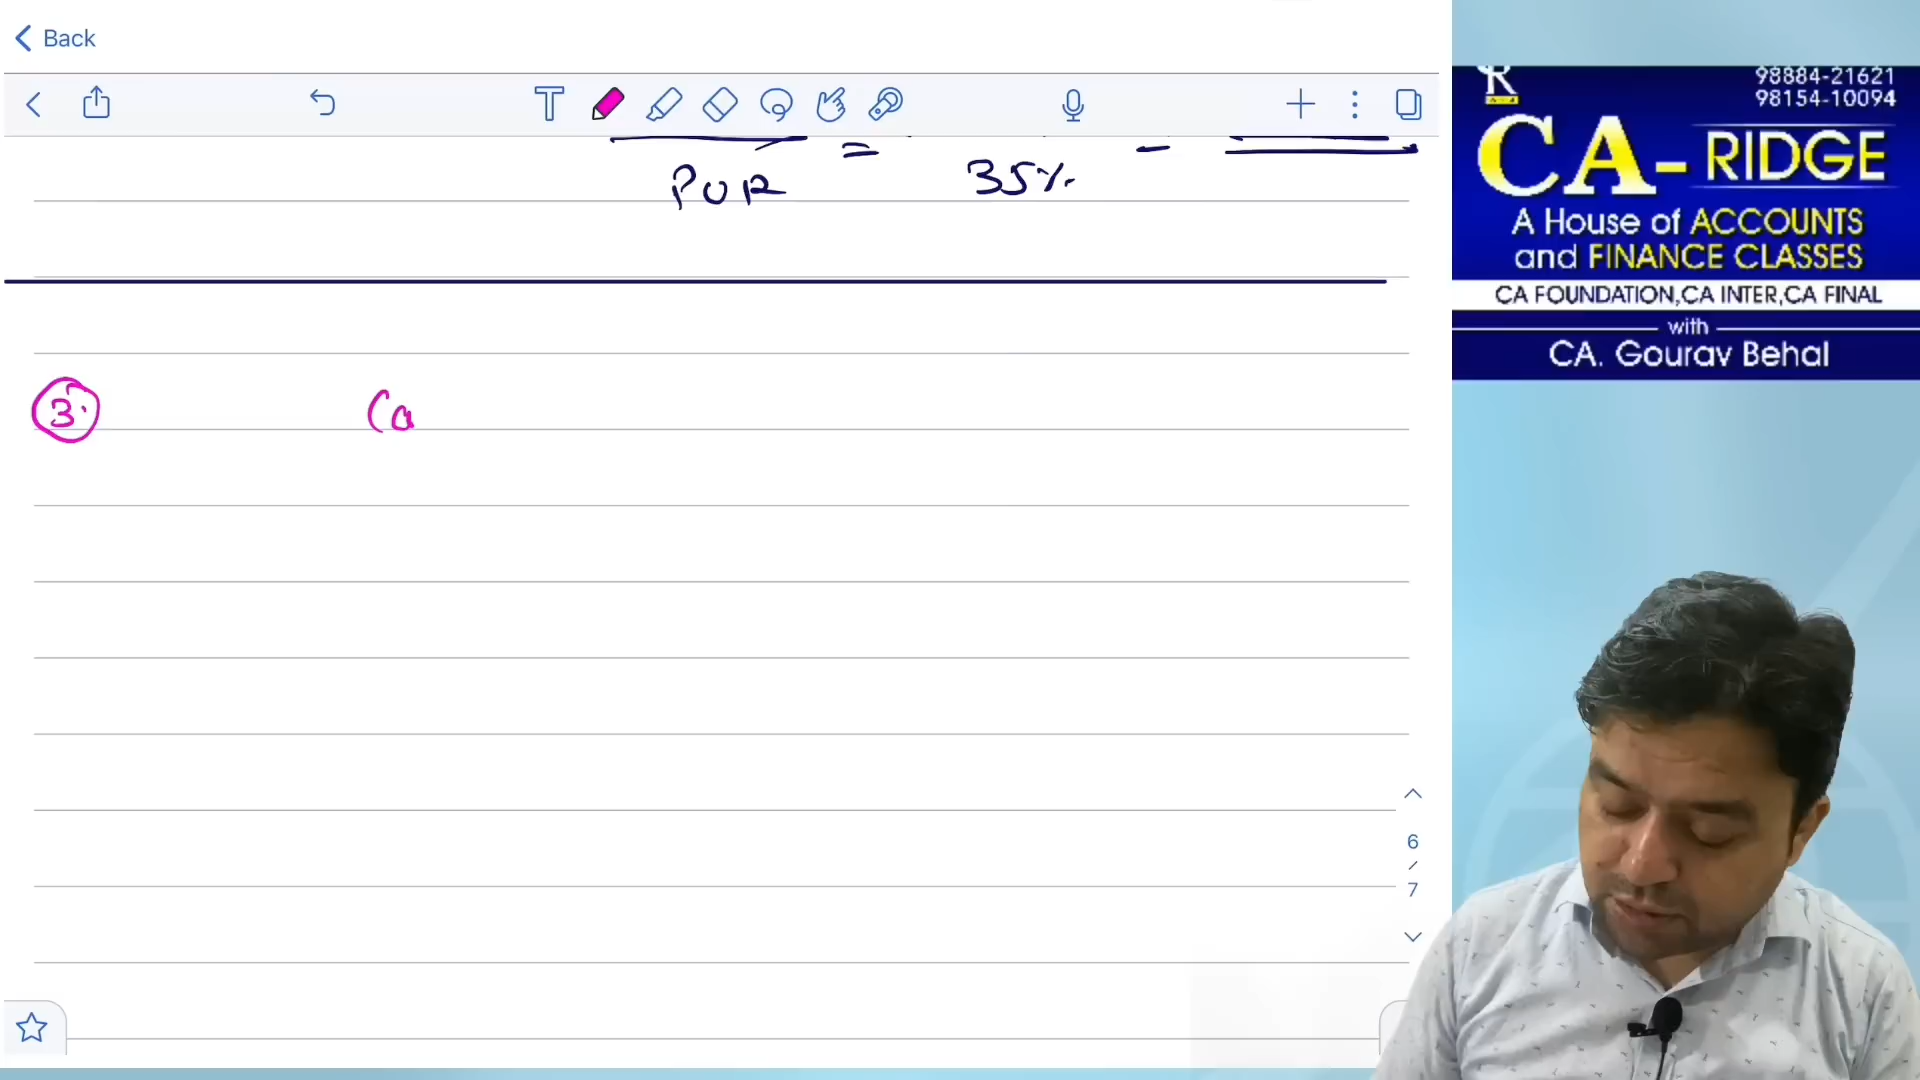 Back
T
PUR = 35%
3. Ca
6
/
7
R
98884-21621
98154-10094
CA- RIDGE
A House of ACCOUNTS
and FINANCE CLASSES
CA FOUNDATION,CA INTER,CA FINAL
with
CA. Gourav Behal